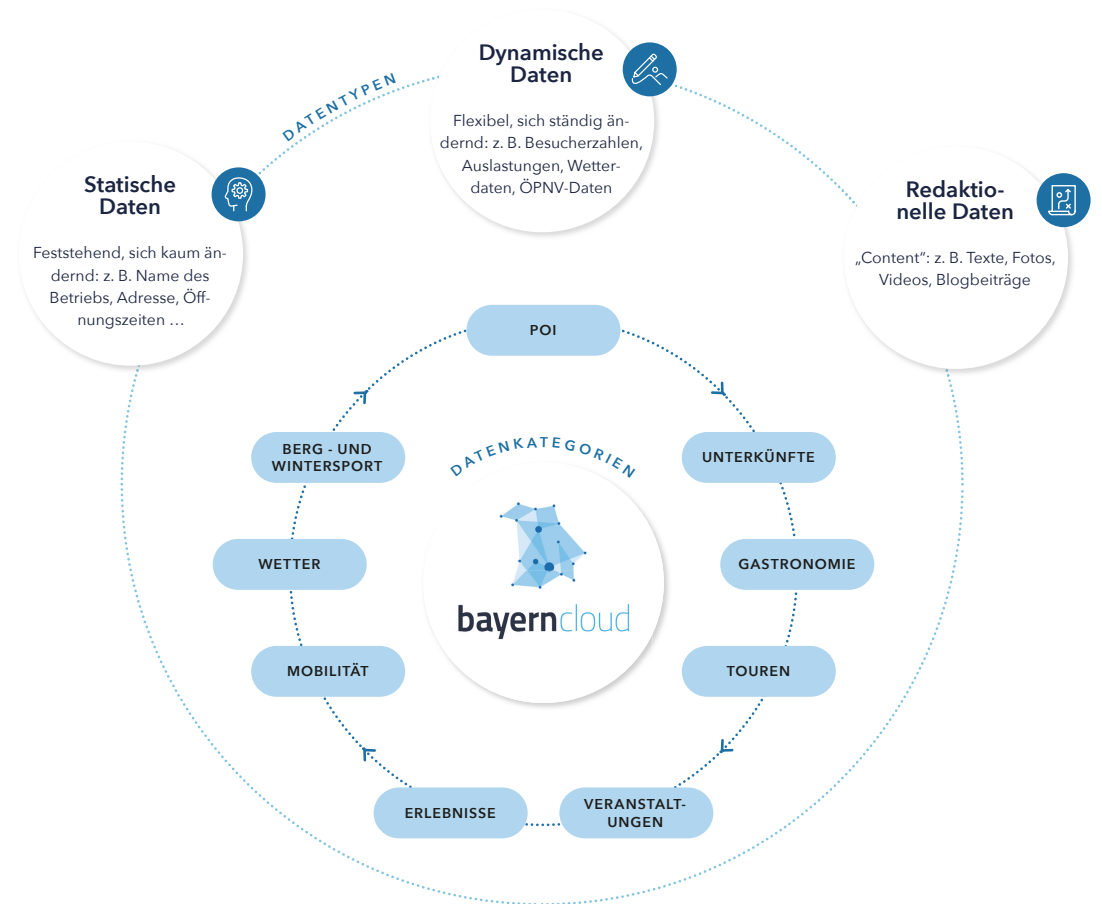 DATENTYPEN
Dynamische
Daten
Flexibel, sich ständig än-
dernd: z. B. Besucherzahlen,
Auslastungen, Wetter-
daten, ÖPNV-Daten
Statische
Daten
Feststehend, sich kaum än-
dernd: z. B. Name des
Betriebs, Adresse, Öff-
nungszeiten …
Redaktio-
nelle Daten
„Content“: z. B. Texte, Fotos,
Videos, Blogbeiträge
POI
BERG - UND
WINTERSPORT
DATENKATEGORIEN
UNTERKÜNFTE
WETTER
GASTRONOMIE
bayerncloud
MOBILITÄT
TOUREN
ERLEBNISSE
VERANSTALT-
UNGEN